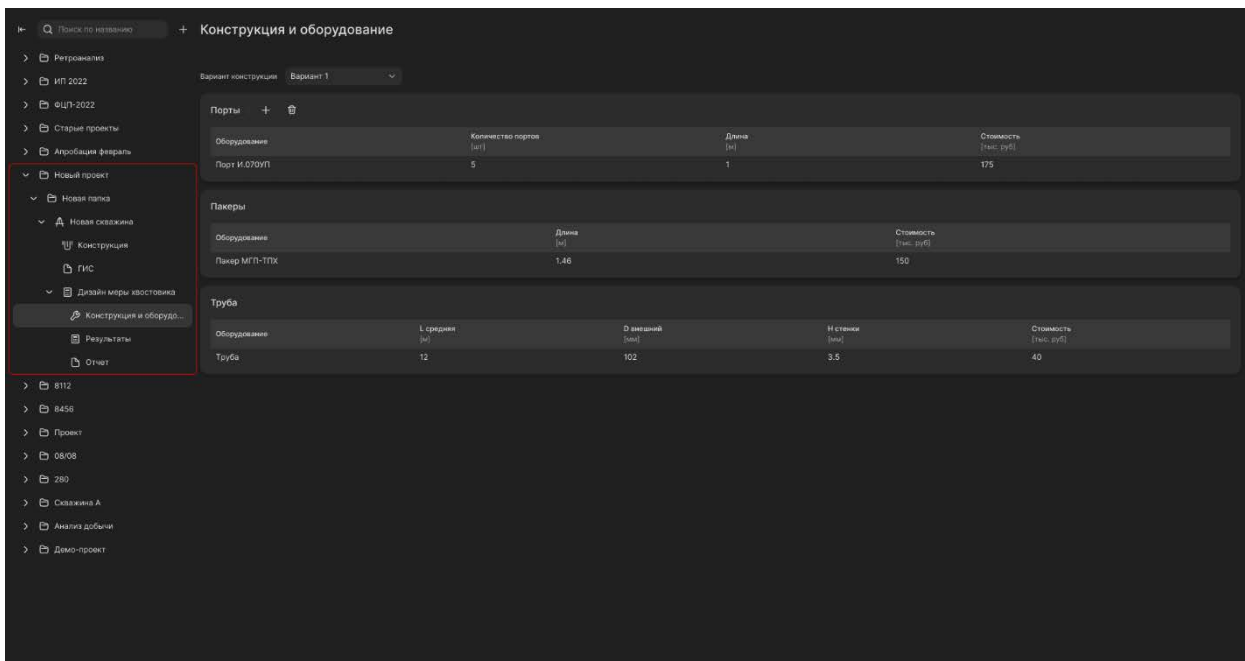 Поиск по названию
Конструкция и оборудование
Ретроанализ
ИП 2022
ФЦП-2022
Старые проекты
Апробация февраль
Новый проект
Новая папка
Новая скважина
Конструкция
ГИС
Дизайн меры хвостовика
Конструкция и оборудо...
Результаты
Отчет
8112
8456
Проект
08/08
280
Скважина А
Анализ добычи
Демо-проект
Вариант конструкции Вариант 1
Порты
Оборудование Количество портов [шт] Длина [м] Стоимость [тыс. руб]
Порт И.070УП 5 1 175
Пакеры
Оборудование Длина [м] Стоимость [тыс. руб]
Пакер МГП-ТПХ 1.46 150
Труба
Оборудование L средняя [м] D внешний [мм] H стенки [мм] Стоимость [тыс. руб]
Труба 12 102 3.5 40